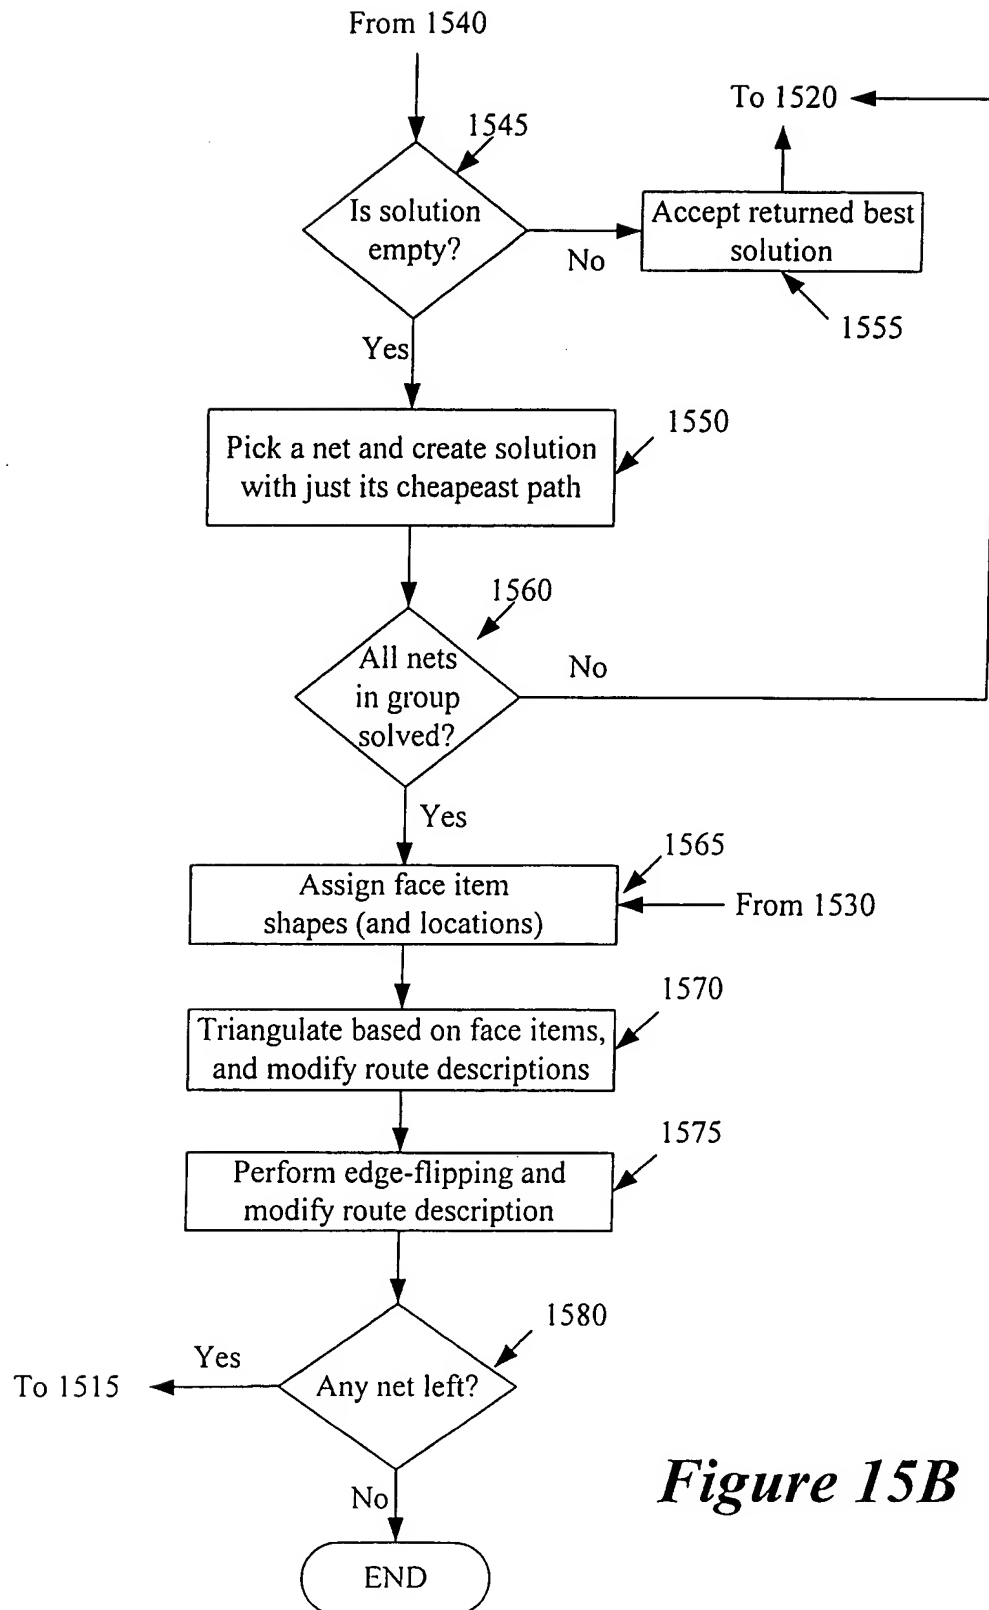 From 1540
To 1520
1545
Is solution
empty?
No
Accept returned best
solution
1555
Yes
1550
Pick a net and create solution
with just its cheapeast path
1560
All nets
in group
solved?
No
Yes
1565
Assign face item
shapes (and locations)
From 1530
1570
Triangulate based on face items,
and modify route descriptions
1575
Perform edge-flipping and
modify route description
1580
Yes
To 1515
Any net left?
No
Figure 15B
END